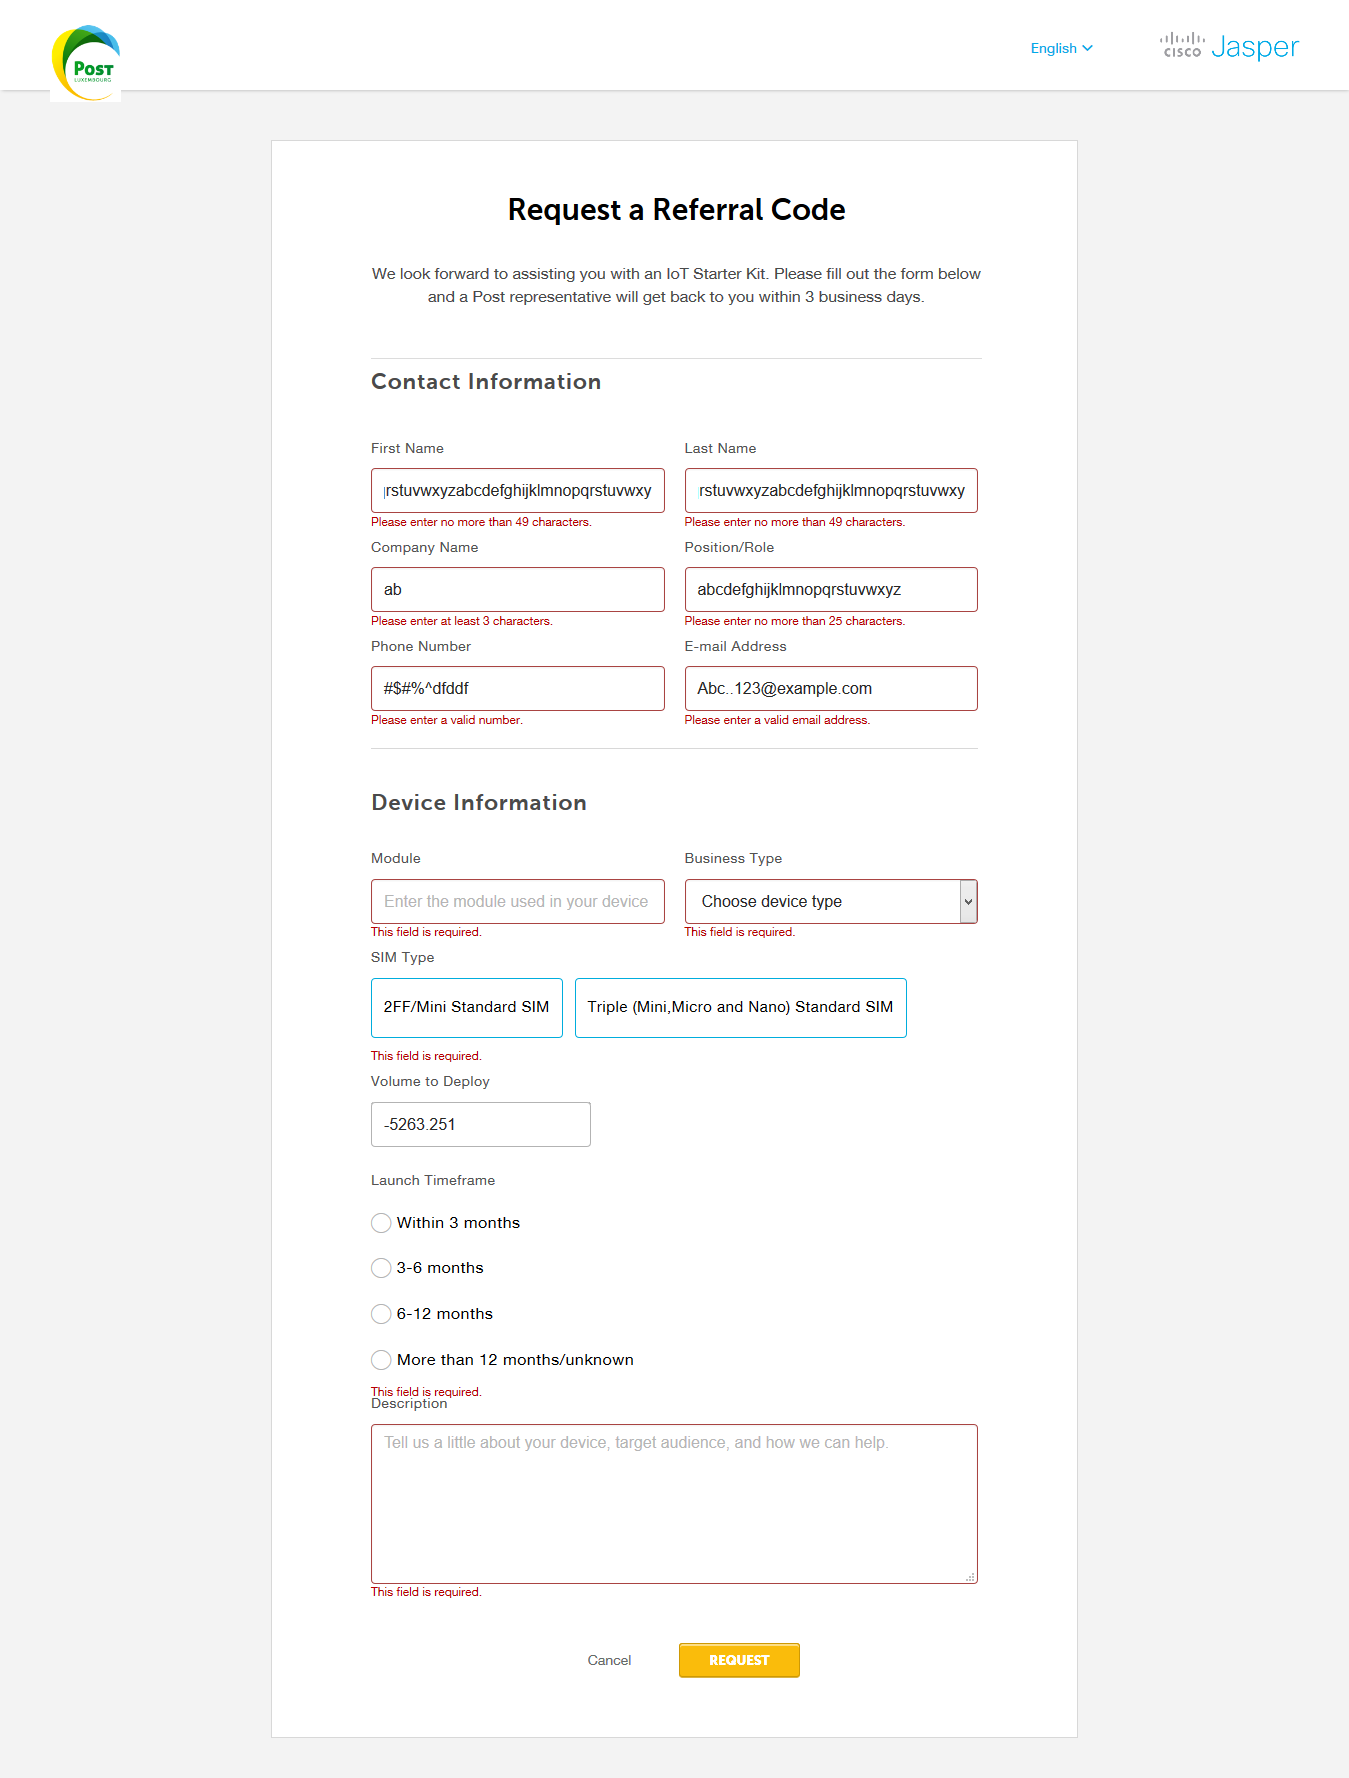 POST
LUXEMBOURG
English
cisco Jasper
Request a Referral Code
We look forward to assisting you with an IoT Starter Kit. Please fill out the form below
and a Post representative will get back to you within 3 business days.
Contact Information
First Name
Last Name
qrstuvwxyzabcdefghijklmnopqrstuvwxy
rstuvwxyzabcdefghijklmnopqrstuvwxy
Please enter no more than 49 characters.
Please enter no more than 49 characters.
Company Name
Position/Role
ab
abcdefghijklmnopqrstuvwxyz
Please enter at least 3 characters.
Please enter no more than 25 characters.
Phone Number
E-mail Address
#$#%^dfddf
Abc..123@example.com
Please enter a valid number.
Please enter a valid email address.
Device Information
Module
Business Type
Enter the module used in your device
Choose device type
This field is required.
This field is required.
SIM Type
2FF/Mini Standard SIM
Triple (Mini,Micro and Nano) Standard SIM
This field is required.
Volume to Deploy
-5263.251
Launch Timeframe
Within 3 months
3-6 months
6-12 months
More than 12 months/unknown
This field is required.
Description
Tell us a little about your device, target audience, and how we can help.
This field is required.
Cancel
REQUEST